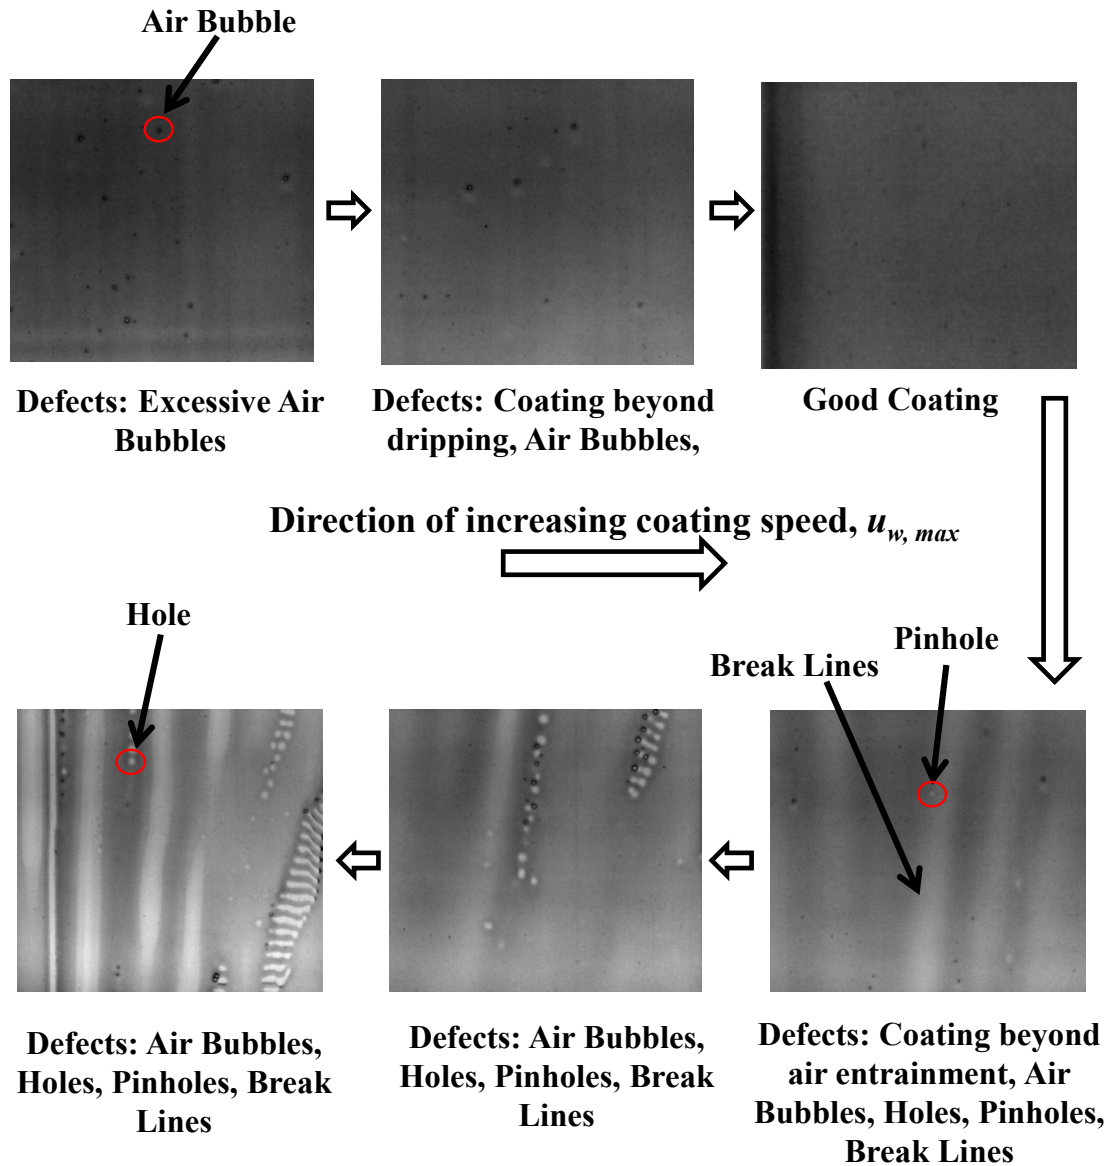 Air Bubble
Defects: Excessive Air
Bubbles
Defects: Coating beyond
dripping, Air Bubbles,
Good Coating
Direction of increasing coating speed, u_w, max
Hole
Pinhole
Break Lines
Defects: Air Bubbles,
Holes, Pinholes, Break
Lines
Defects: Air Bubbles,
Holes, Pinholes, Break
Lines
Defects: Coating beyond
air entrainment, Air
Bubbles, Holes, Pinholes,
Break Lines